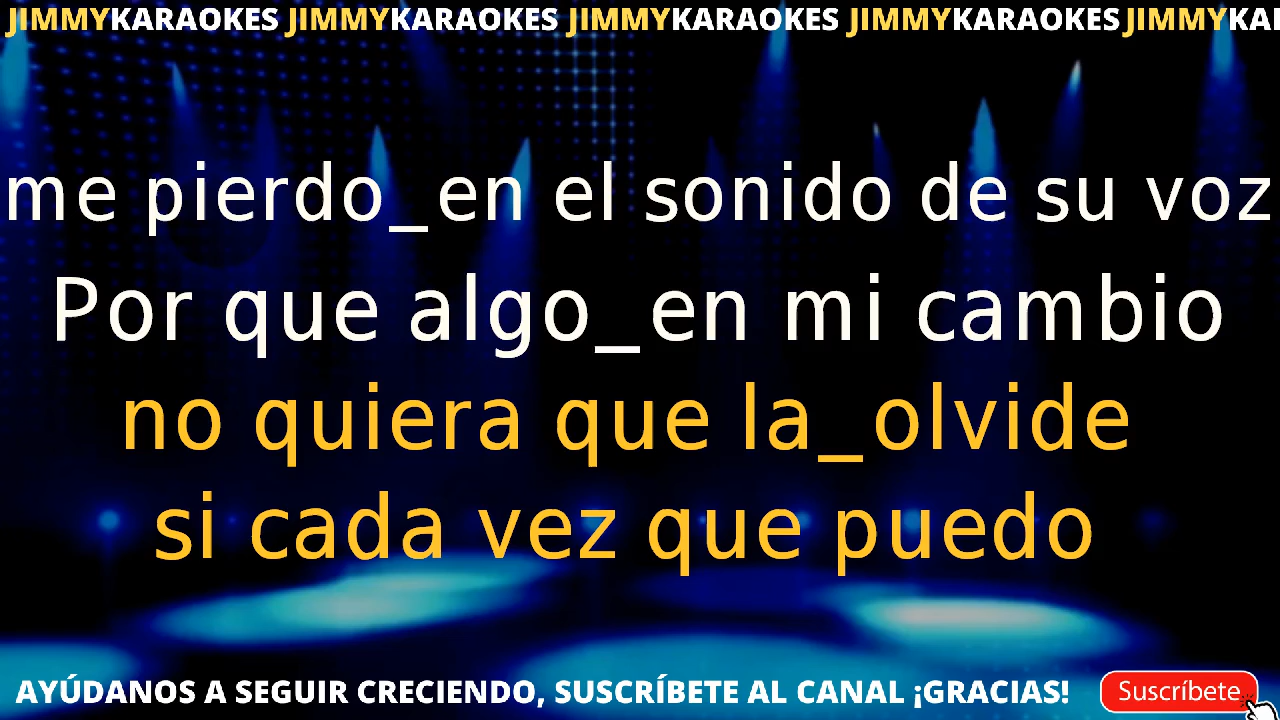 JIMMYKARAOKES JIMMYKARAOKES JIMMYKARAOKES JIMMYKARAOKES JIMMYKA
me pierdo_en el sonido de su voz
Por que algo_en mi cambio
no quiera que la_olvide
si cada vez que puedo
AYÚDANOS A SEGUIR CRECIENDO, SUSCRÍBETE AL CANAL ¡GRACIAS! Suscríbete